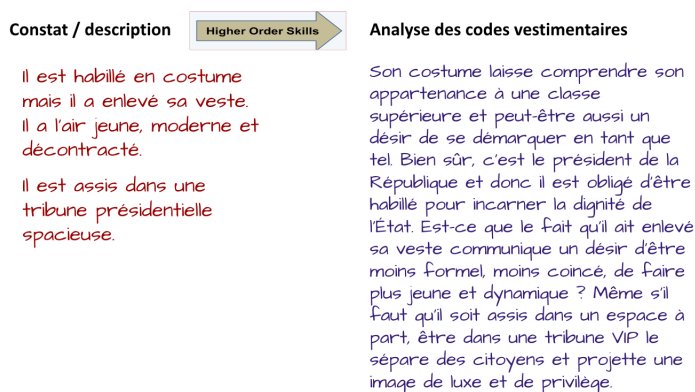 Constat / description
Higher Order Skills
Analyse des codes vestimentaires
Il est habillé en costume
mais il a enlevé sa veste.
Il a l'air jeune, moderne et
décontracté.
Il est assis dans une
tribune présidentielle
spacieuse.
Son costume laisse comprendre son
appartenance à une classe
supérieure et peut-être aussi un
désir de se démarquer en tant que
tel. Bien sûr, c'est le président de la
République et donc il est obligé d'être
habillé pour incarner la dignité de
l'État. Est-ce que le fait qu'il ait enlevé
sa veste communique un désir d'être
moins formel, moins coincé, de faire
plus jeune et dynamique ? Même s'il
faut qu'il soit assis dans un espace à
part, être dans une tribune VIP le
sépare des citoyens et projette une
image de luxe et de privilège.